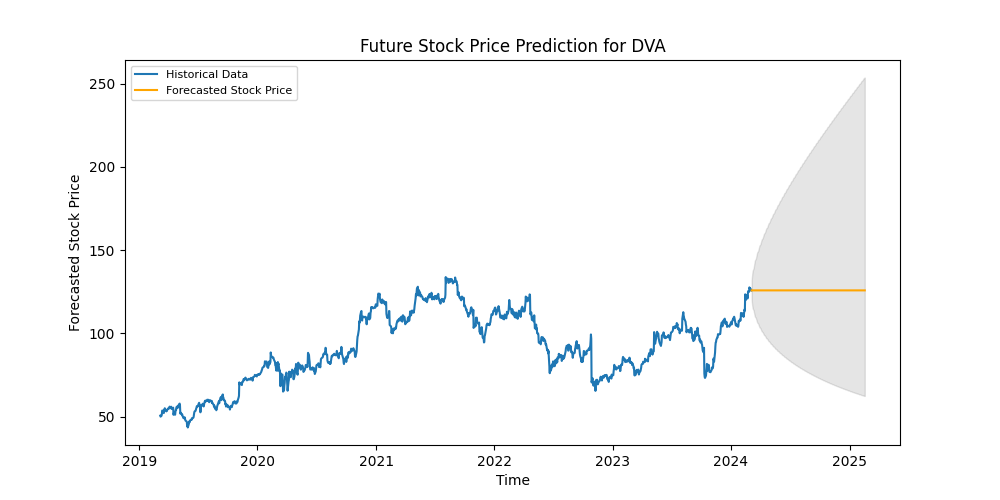 Future Stock Price Prediction for DVA
Historical Data
Forecasted Stock Price
Forecasted Stock Price
250
200
150
100
50
2019
2020
2021
2022
2023
2024
2025
Time